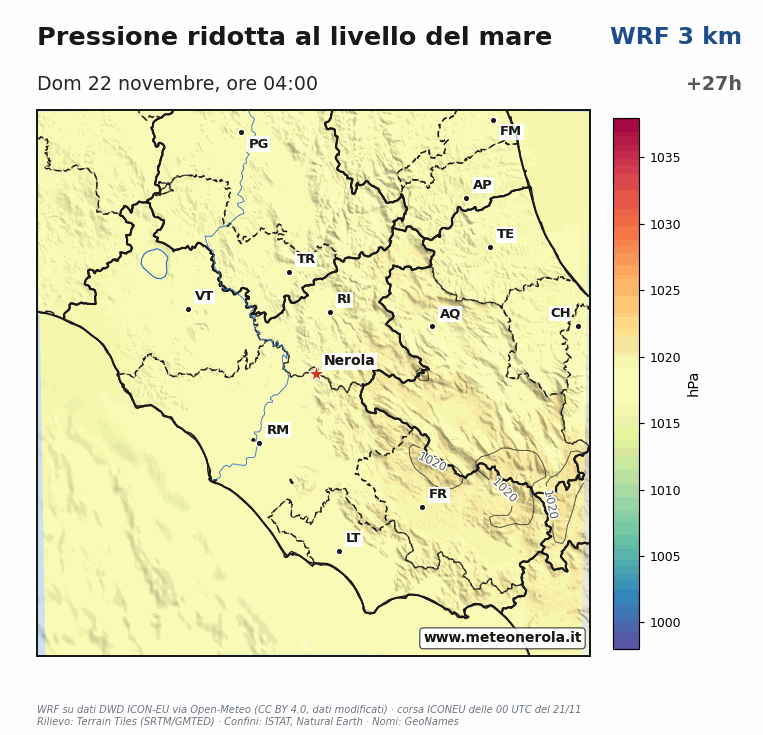 Pressione ridotta al livello del mare
WRF 3 km
Dom 22 novembre, ore 04:00
+27h
FM
PG
AP
TE
TR
VT
RI
AQ
CH
Nerola
RM
1020
1020
1020
FR
LT
www.meteonerola.it
1035
1030
1025
1020
1015
1010
1005
1000
hPa
WRF su dati DWD ICON-EU via Open-Meteo (CC BY 4.0, dati modificati) · corsa ICONEU delle 00 UTC del 21/11
Rilievo: Terrain Tiles (SRTM/GMTED) · Confini: ISTAT, Natural Earth · Nomi: GeoNames